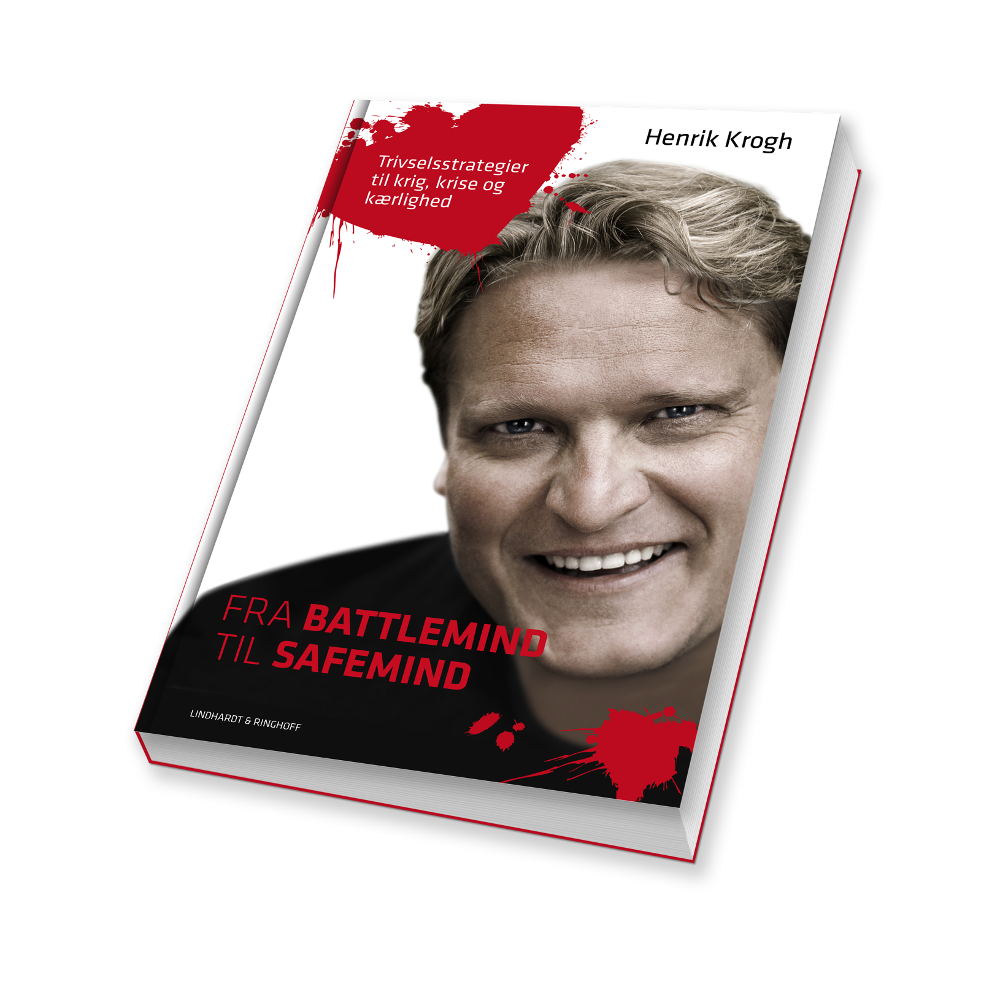 Henrik Krogh
Trivselsstrategier
til krig, krise og
kærlighed
FRA BATTLEMIND
TIL SAFEMIND
LINDHARDT & RINGHOFF